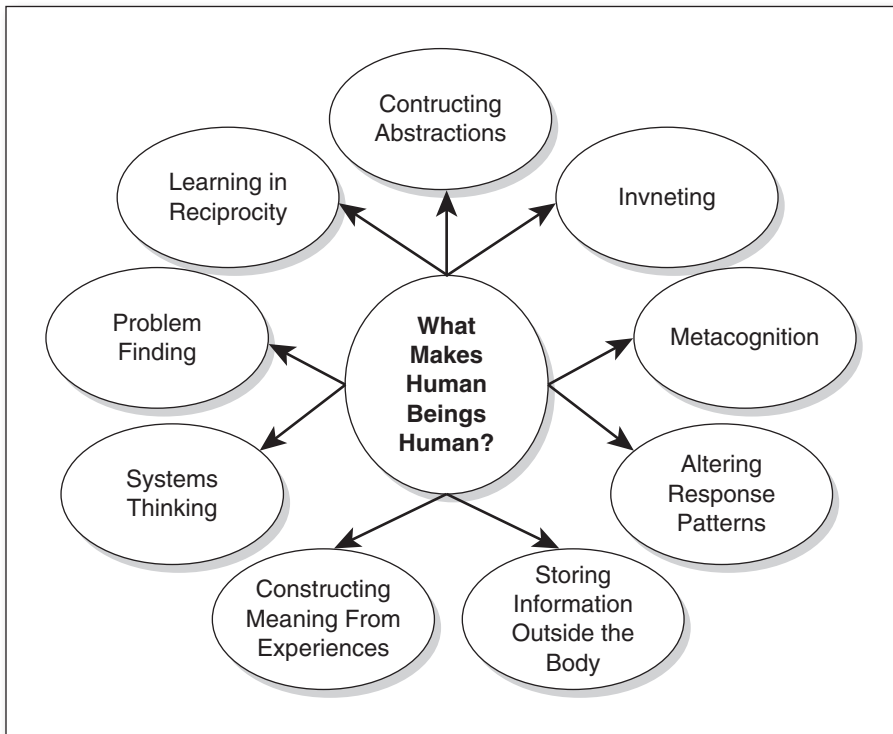 Contructing
Abstractions
Learning in
Reciprocity
Invneting
Problem
Finding
What
Makes
Human
Beings
Human?
Metacognition
Systems
Thinking
Altering
Response
Patterns
Constructing
Meaning From
Experiences
Storing
Information
Outside the
Body